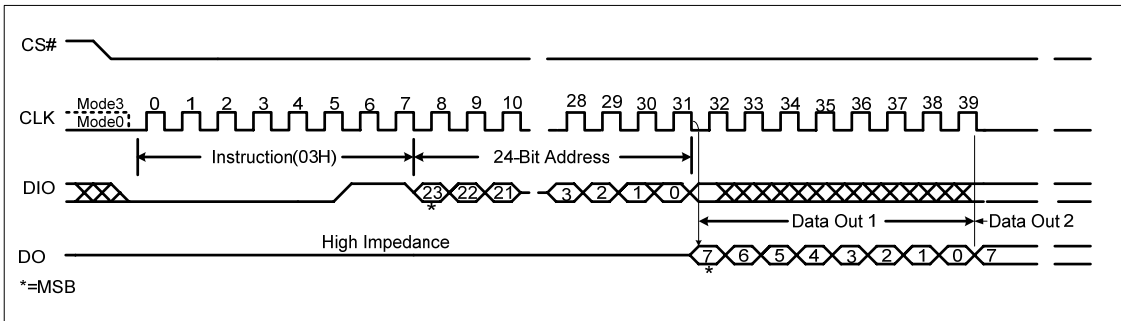 CS#
CLK Mode3 0 1 2 3 4 5 6 7 8 9 10 28 29 30 31 32 33 34 35 36 37 38 39
Mode0
Instruction(03H) 24-Bit Address
DIO 23 22 21 3 2 1 0
*
Data Out 1 Data Out 2
High Impedance
DO 7 6 5 4 3 2 1 0 7
*
*=MSB